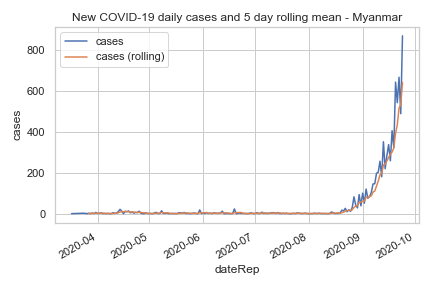 New COVID-19 daily cases and 5 day rolling mean - Myanmar
cases
cases (rolling)
800
600
400
200
0
cases
2020-04
2020-05
2020-06
2020-07
2020-08
2020-09
2020-10
dateRep